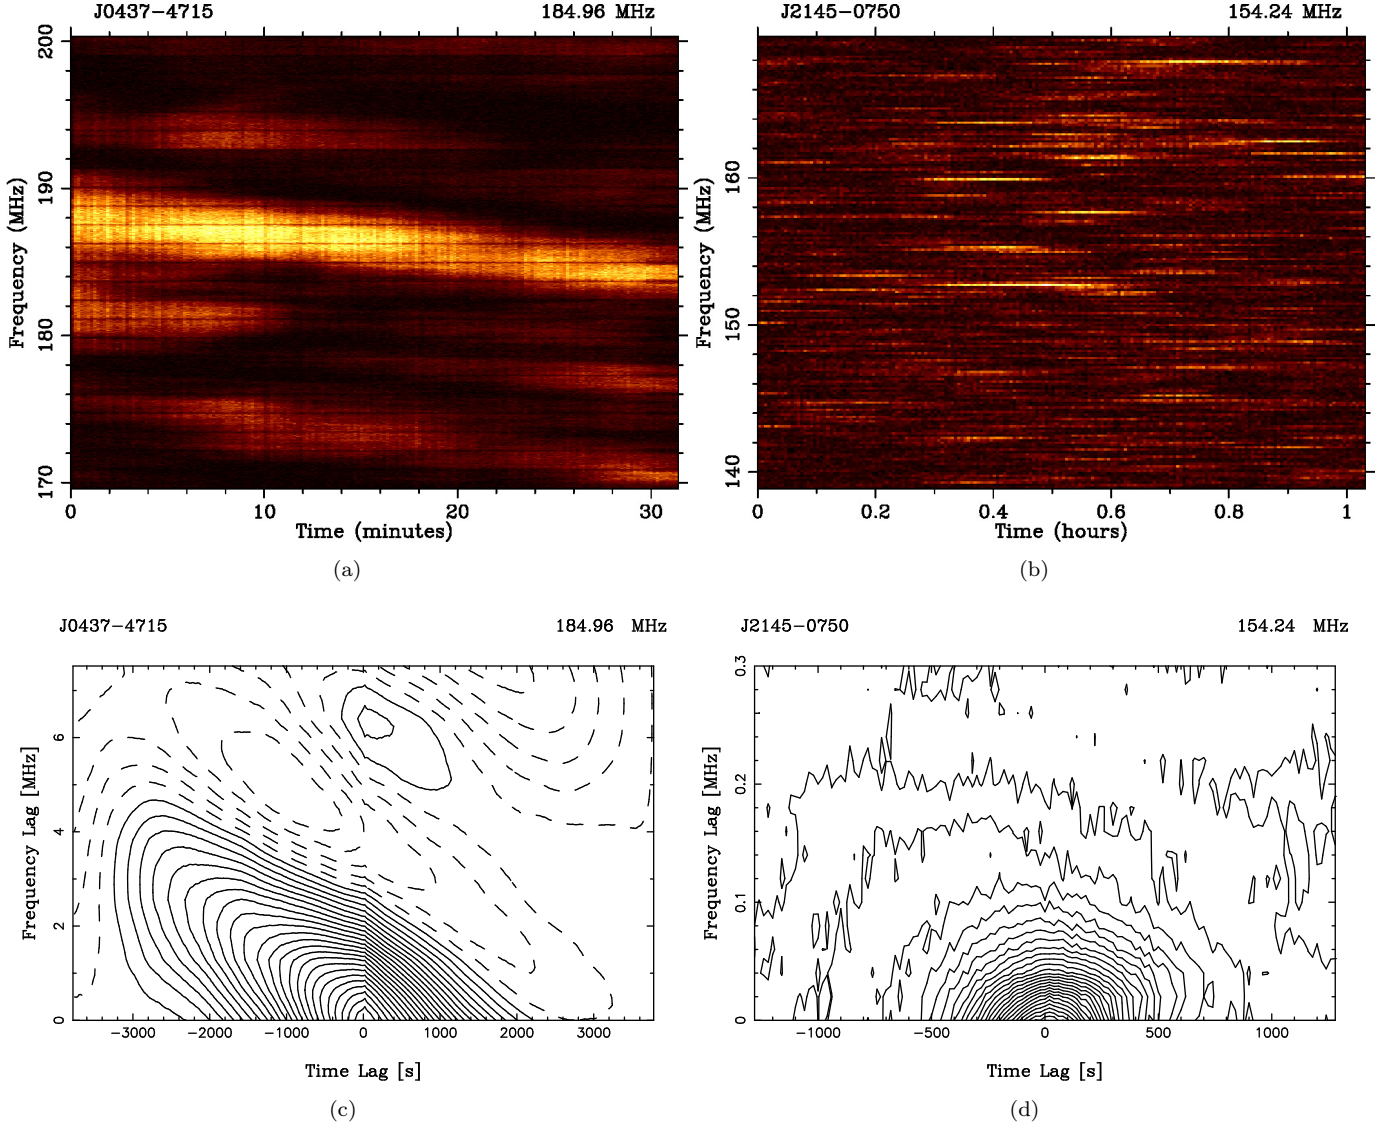 J0437-4715 184.96 MHz
200
190
180
170
Frequency (MHz)
0 10 20 30
Time (minutes)
(a)
J2145-0750 154.24 MHz
160
150
140
Frequency (MHz)
0 0.2 0.4 0.6 0.8 1
Time (hours)
(b)
J0437-4715 184.96 MHz
6
4
2
0
Frequency Lag [MHz]
-3000 -2000 -1000 0 1000 2000 3000
Time Lag [s]
(c)
J2145-0750 154.24 MHz
0.3
0.2
0.1
0
Frequency Lag [MHz]
-1000 -500 0 500 1000
Time Lag [s]
(d)